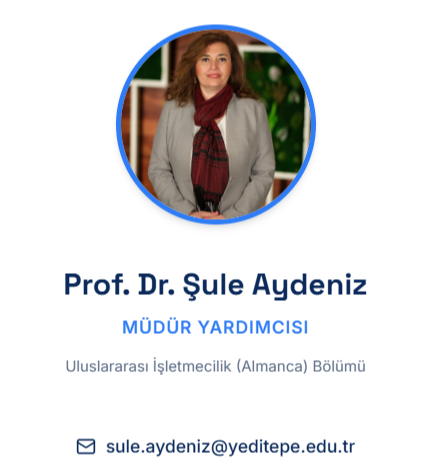 Prof. Dr. Şule Aydeniz
MÜDÜR YARDIMCISI
Uluslararası İşletmecilik (Almanca) Bölümü
sule.aydeniz@yeditepe.edu.tr